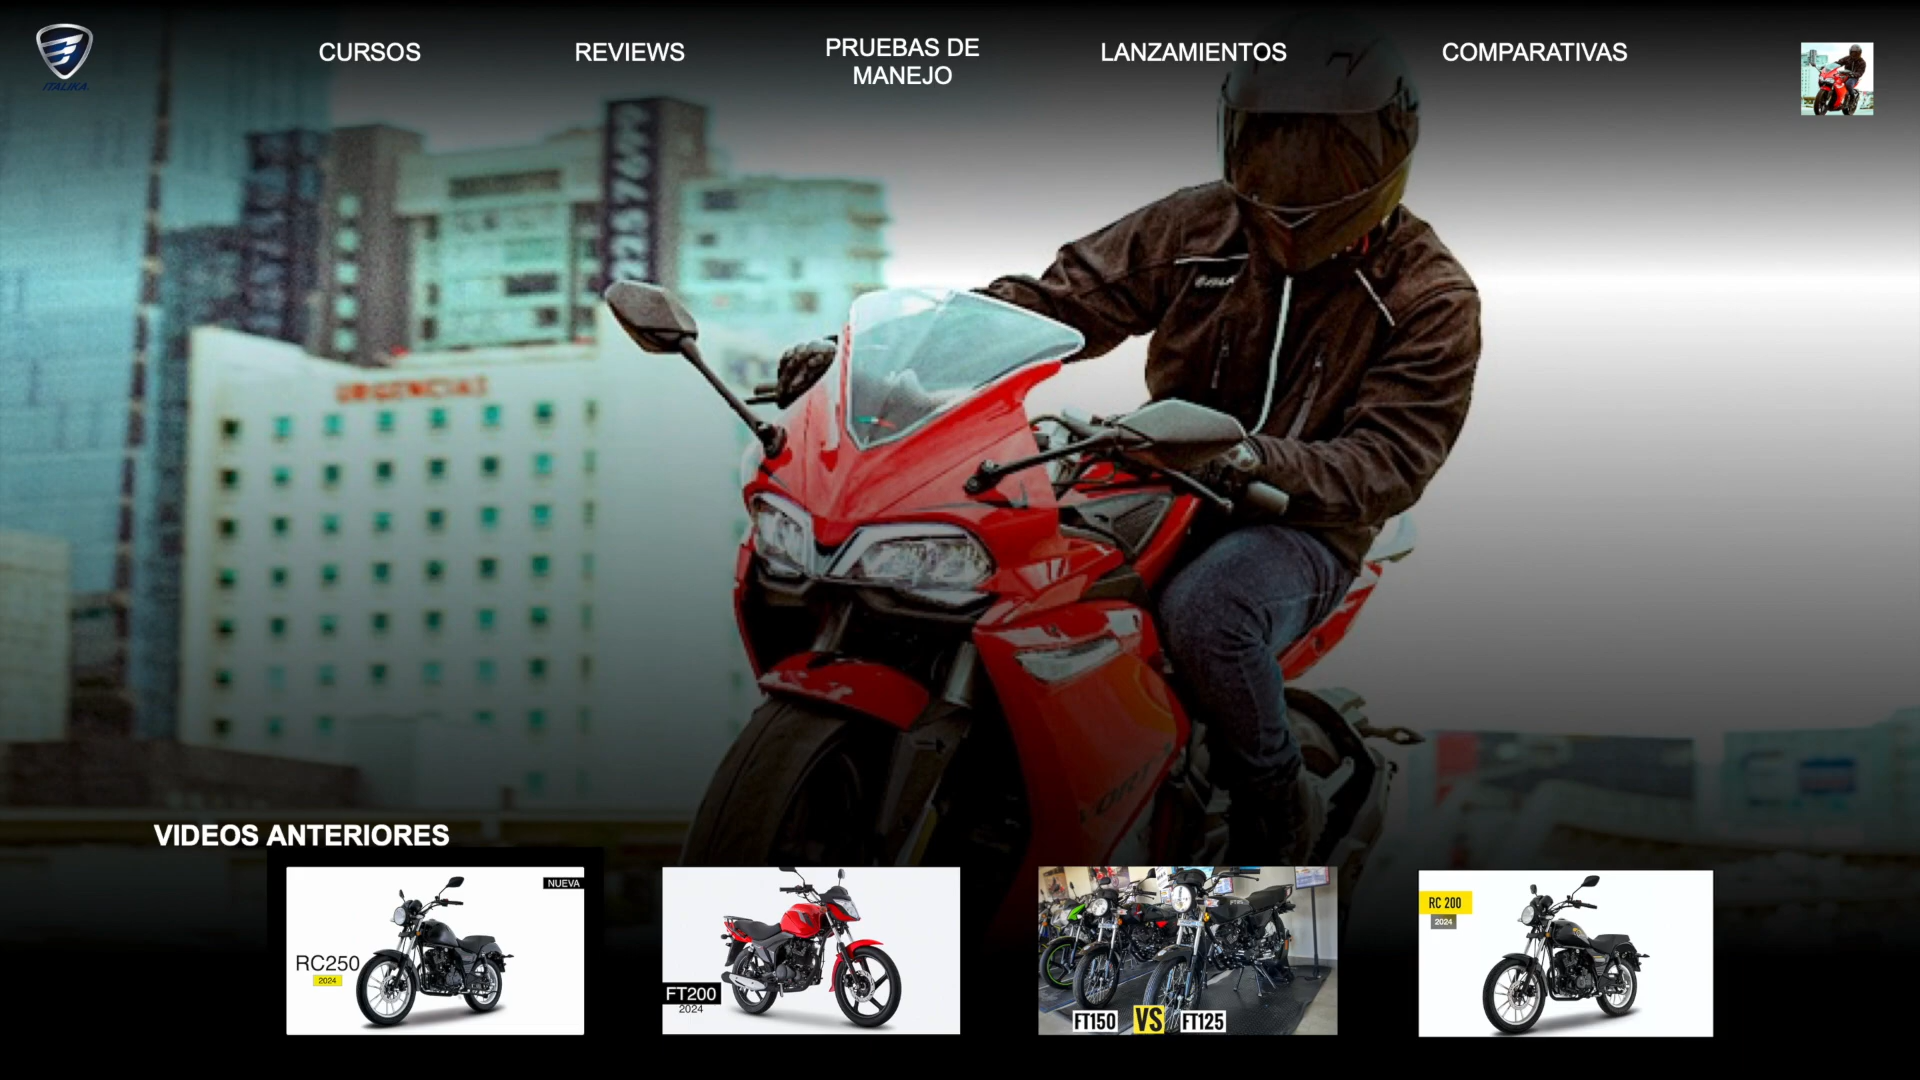 ITALIKA
CURSOS
REVIEWS
PRUEBAS DE
MANEJO
LANZAMIENTOS
COMPARATIVAS
URGENCIAS
VIDEOS ANTERIORES
NUEVA
RC250
2024
FT200
2024
FT150 VS FT125
RC 200
2024